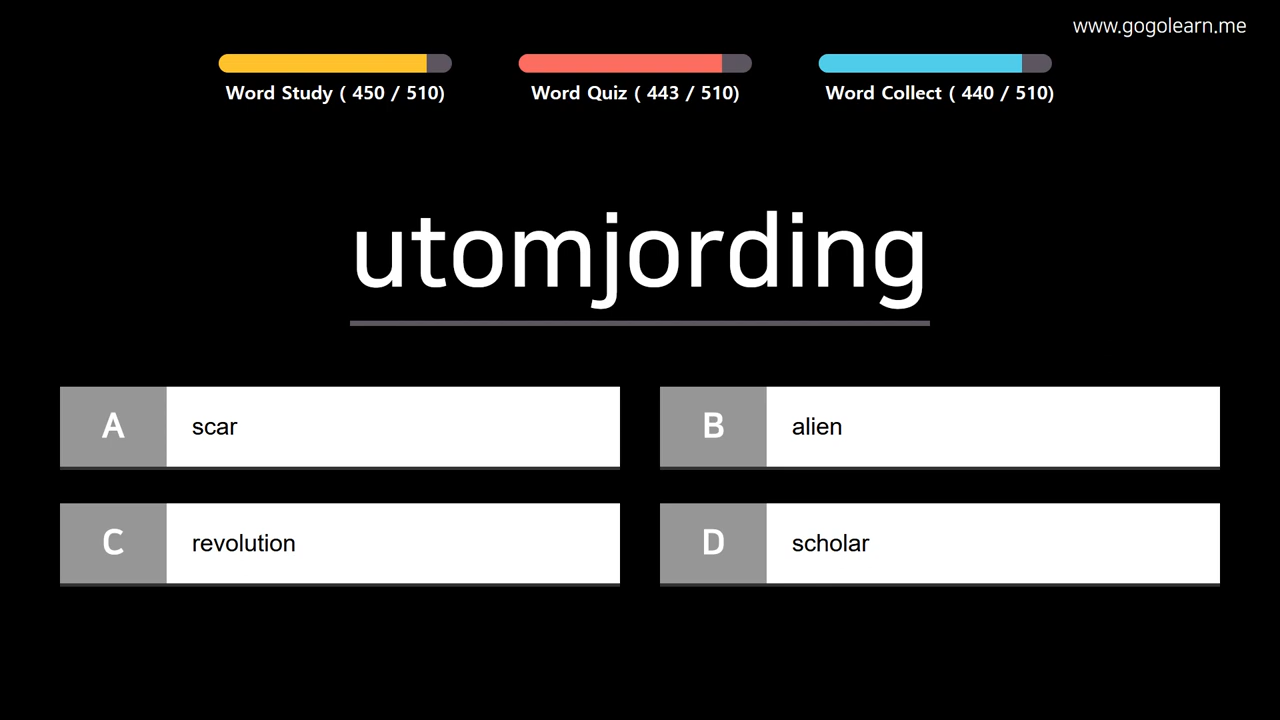 www.gogolearn.me
Word Study ( 450 / 510)
Word Quiz ( 443 / 510)
Word Collect ( 440 / 510)
utomjording
A scar
B alien
C revolution
D scholar